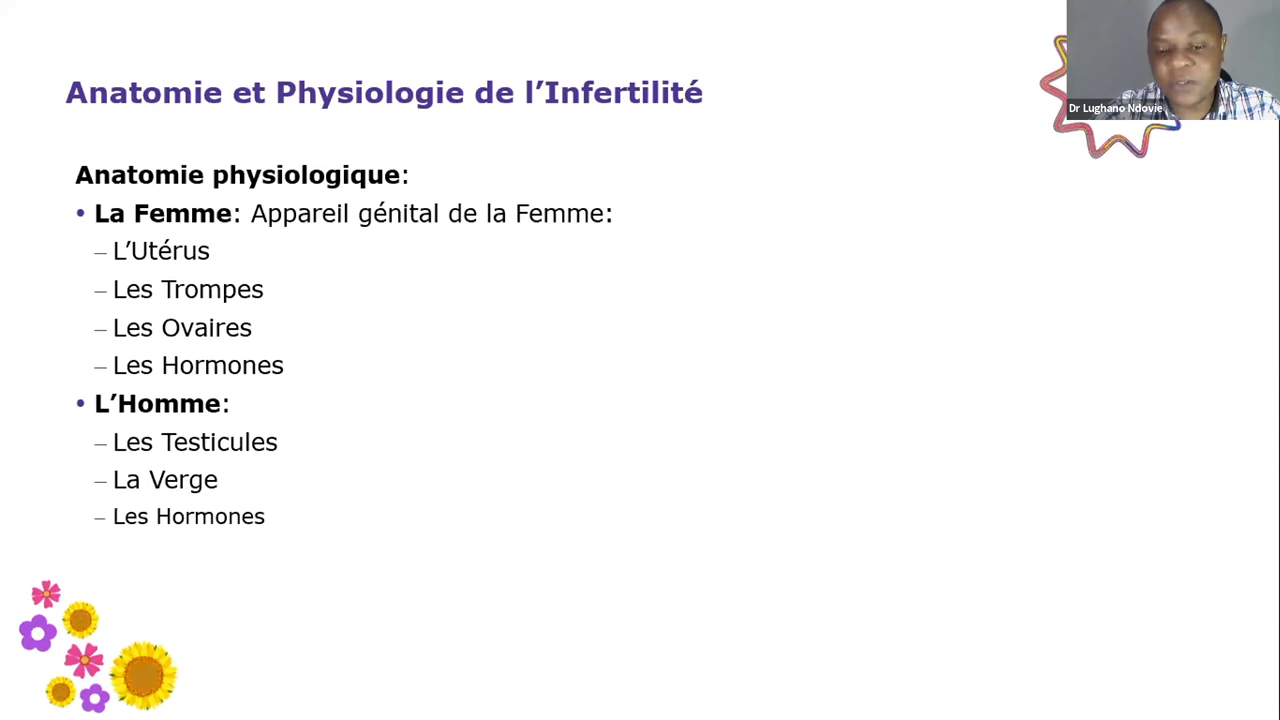 Anatomie et Physiologie de l’Infertilité
Dr Lughano Ndovie
Anatomie physiologique:
• La Femme: Appareil génital de la Femme:
– L’Utérus
– Les Trompes
– Les Ovaires
– Les Hormones
• L’Homme:
– Les Testicules
– La Verge
– Les Hormones